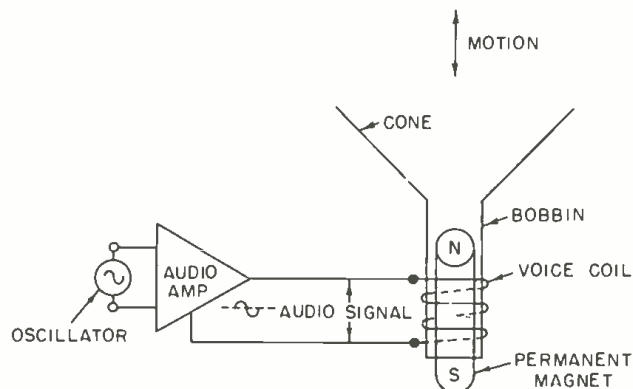 MOTION
CONE
BOBBIN
N
AUDIO
AMP
VOICE COIL
AUDIO SIGNAL
OSCILLATOR
S
PERMANENT
MAGNET